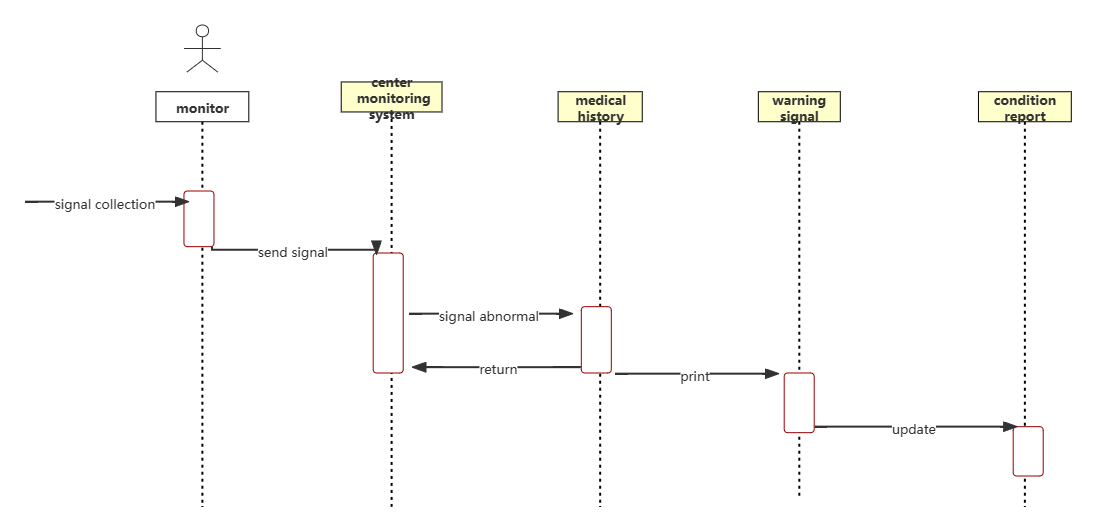 monitor
center
monitoring
system
medical
history
warning
signal
condition
report
signal collection
send signal
signal abnormal
return
print
update